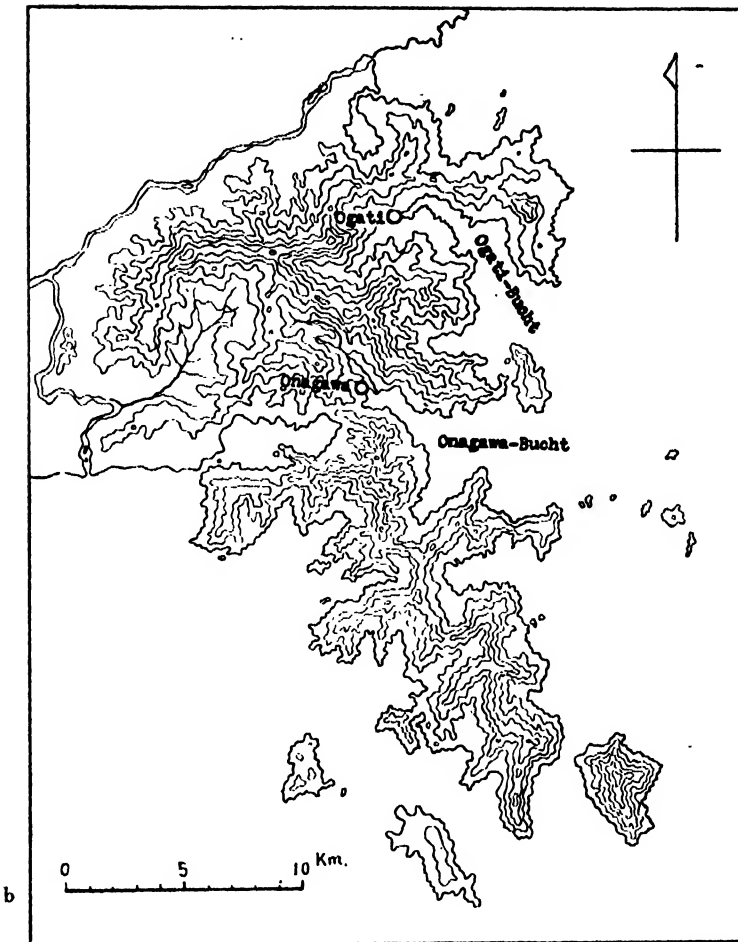 Ogati
Ogati-Bucht
Onagawa
Onagawa-Bucht
0 5 10 Km.
b